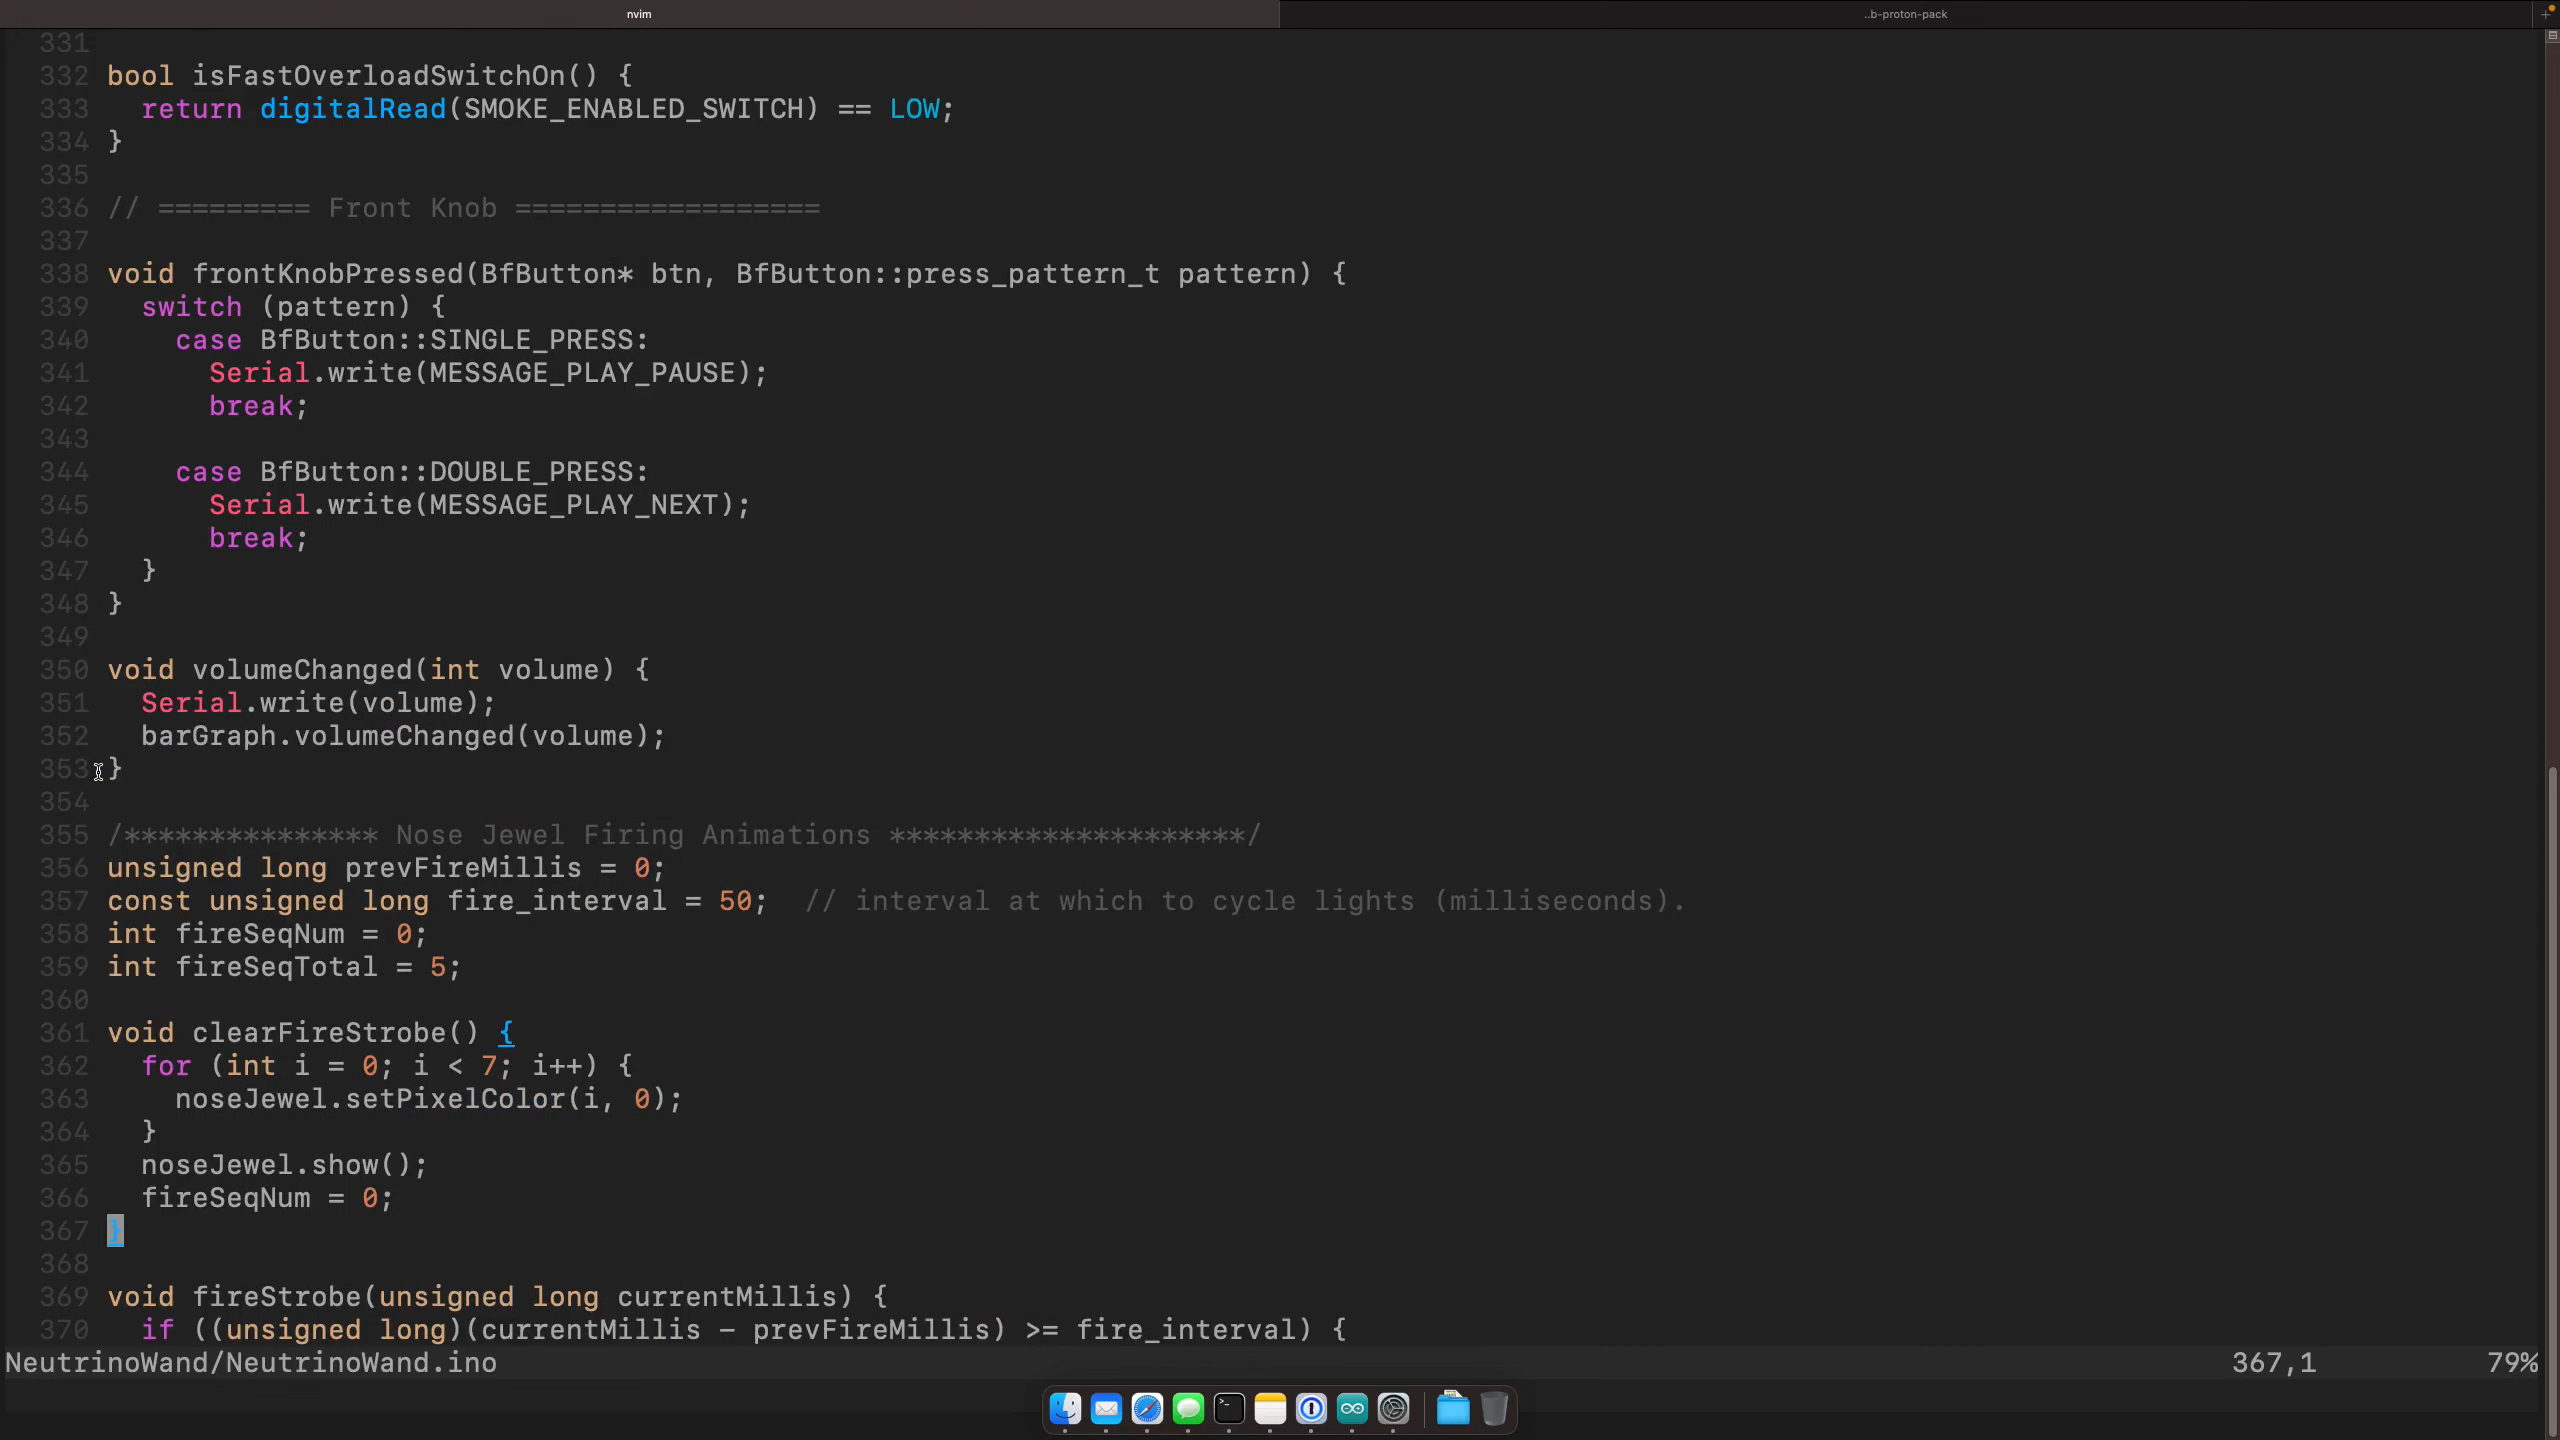 nvim
..b-proton-pack
331
332 bool isFastOverloadSwitchOn() {
333   return digitalRead(SMOKE_ENABLED_SWITCH) == LOW;
334 }
335
336 // ========= Front Knob ==================
337
338 void frontKnobPressed(BfButton* btn, BfButton::press_pattern_t pattern) {
339   switch (pattern) {
340     case BfButton::SINGLE_PRESS:
341       Serial.write(MESSAGE_PLAY_PAUSE);
342       break;
343
344     case BfButton::DOUBLE_PRESS:
345       Serial.write(MESSAGE_PLAY_NEXT);
346       break;
347   }
348 }
349
350 void volumeChanged(int volume) {
351   Serial.write(volume);
352   barGraph.volumeChanged(volume);
353 }
354
355 /*************** Nose Jewel Firing Animations *********************/
356 unsigned long prevFireMillis = 0;
357 const unsigned long fire_interval = 50;  // interval at which to cycle lights (milliseconds).
358 int fireSeqNum = 0;
359 int fireSeqTotal = 5;
360
361 void clearFireStrobe() {
362   for (int i = 0; i < 7; i++) {
363     noseJewel.setPixelColor(i, 0);
364   }
365   noseJewel.show();
366   fireSeqNum = 0;
367 }
368
369 void fireStrobe(unsigned long currentMillis) {
370   if ((unsigned long)(currentMillis - prevFireMillis) >= fire_interval) {
NeutrinoWand/NeutrinoWand.ino 367,1 79%